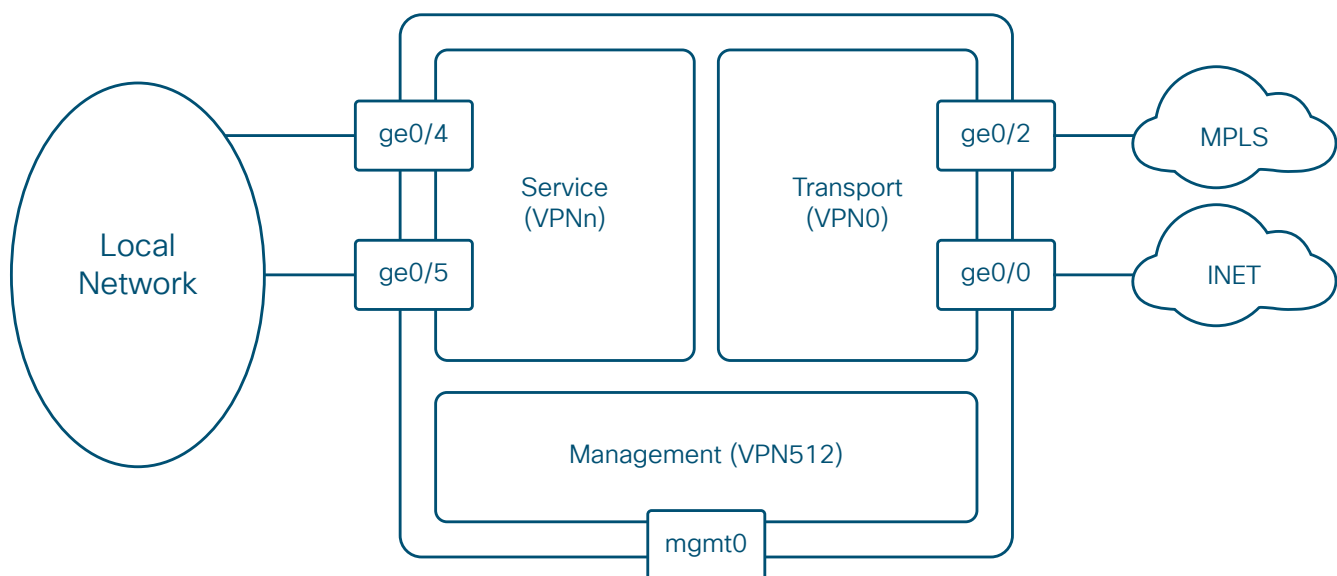 Local
Network
ge0/4
ge0/5
Service
(VPNn)
Transport
(VPN0)
ge0/2
ge0/0
MPLS
INET
Management (VPN512)
mgmt0